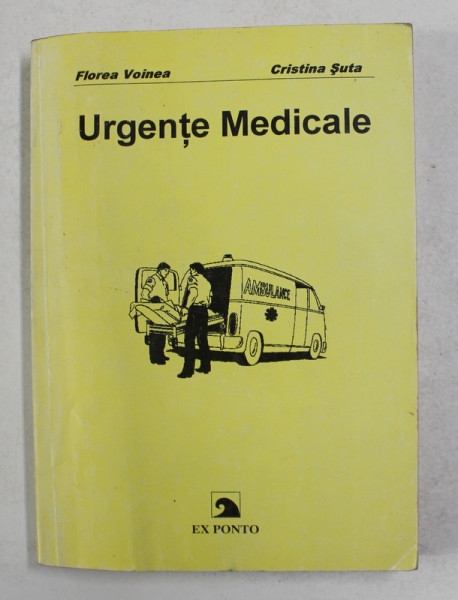 Florea Voinea
Cristina Şuta
Urgențe Medicale
AMBULANCE
EX PONTO